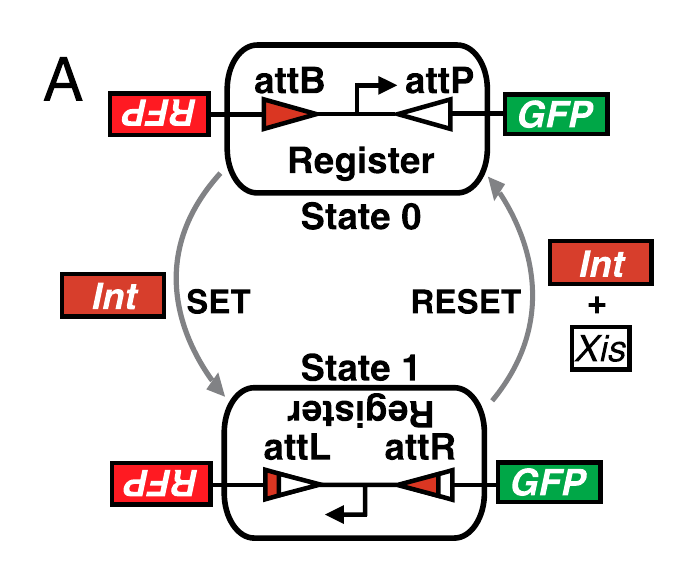 A
attB attP
RFP GFP
Register
State 0
Int SET RESET Int
+
Xis
State 1
Register
attL attR
RFP GFP